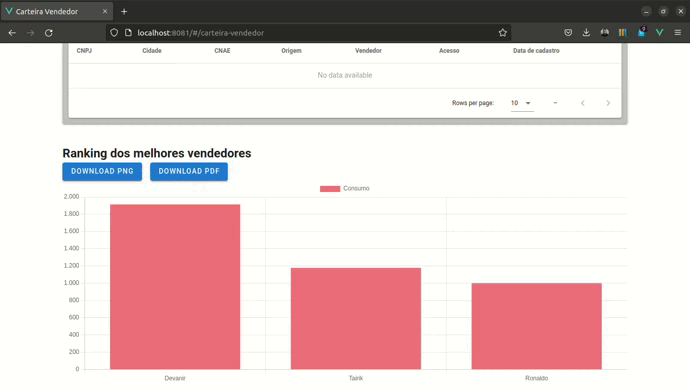 Carteira Vendedor
localhost:8081/#/carteira-vendedor
CNPJ Cidade CNAE Origem Vendedor Acesso Data de cadastro
No data available
Rows per page: 10 –
Ranking dos melhores vendedores
DOWNLOAD PNG DOWNLOAD PDF
Consumo
2.000
1.800
1.600
1.400
1.200
1.000
800
600
400
200
0
Devanir Tairik Ronaldo